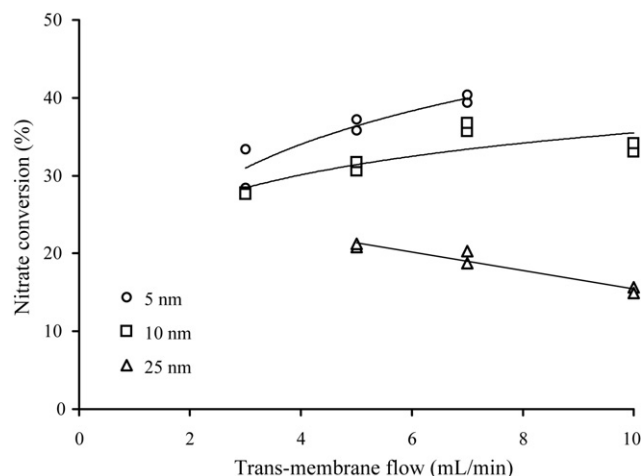 50
40
30
20
10
0
Nitrate conversion (%)
5 nm
10 nm
25 nm
0 2 4 6 8 10
Trans-membrane flow (mL/min)